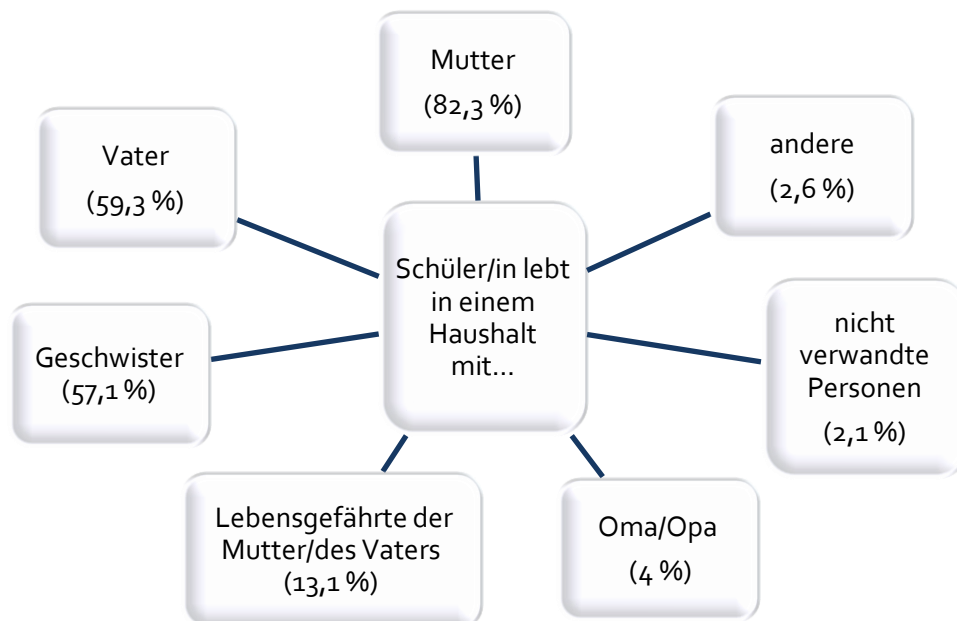 Mutter
(82,3 %)
Vater
(59,3 %)
andere
(2,6 %)
Schüler/in lebt
in einem
Haushalt
mit...
Geschwister
(57,1 %)
nicht
verwandte
Personen
(2,1 %)
Lebensgefährte der
Mutter/des Vaters
(13,1 %)
Oma/Opa
(4 %)